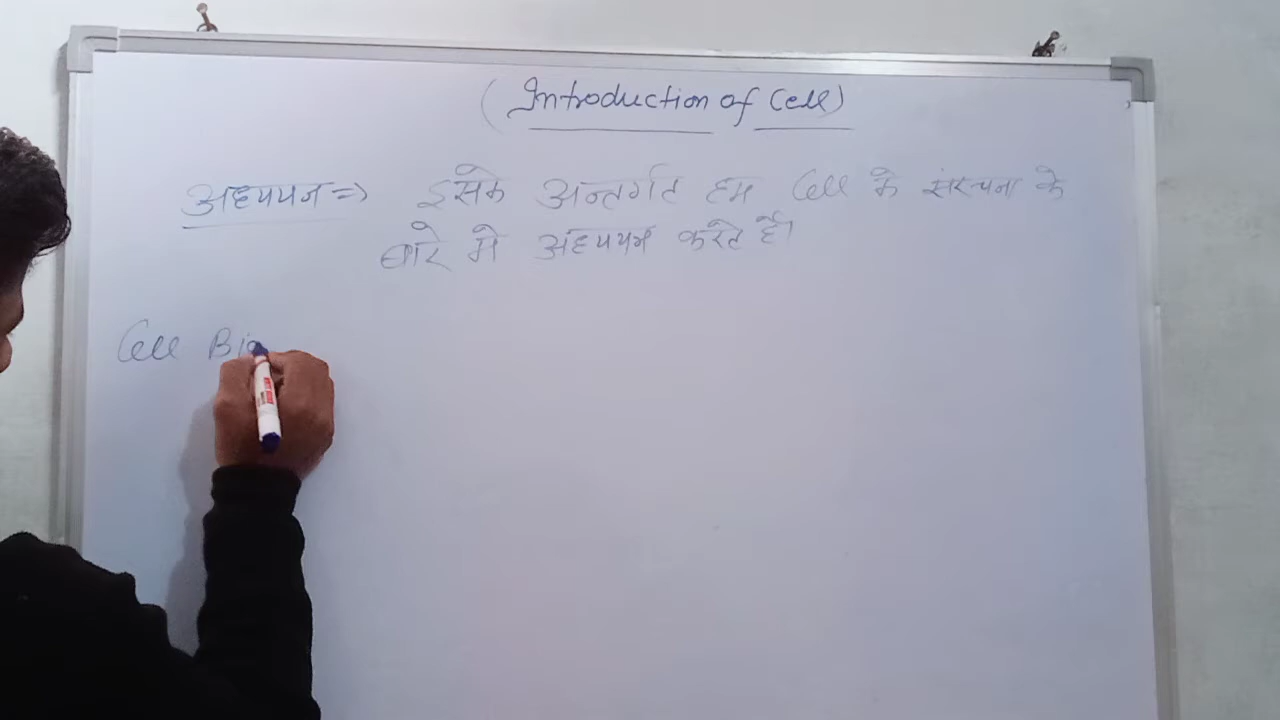 (Introduction of Cell)
अध्ययन => इसके अन्तर्गत हम Cell के संरचना के
बारे मे अध्ययन करते है।
Cell Bio